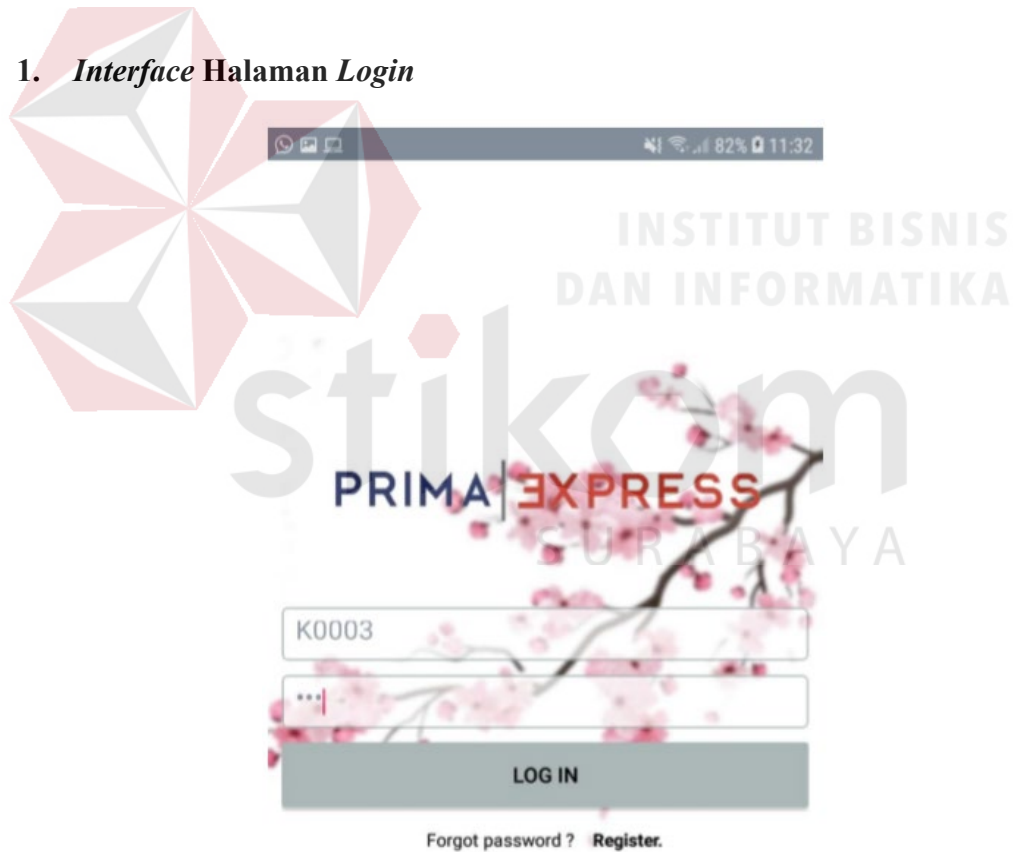 1. Interface Halaman Login
82% 11:32
INSTITUT BISNIS
DAN INFORMATIKA
stikom
PRIMA EXPRESS
SURABAYA
K0003
•••
LOG IN
Forgot password ? Register.